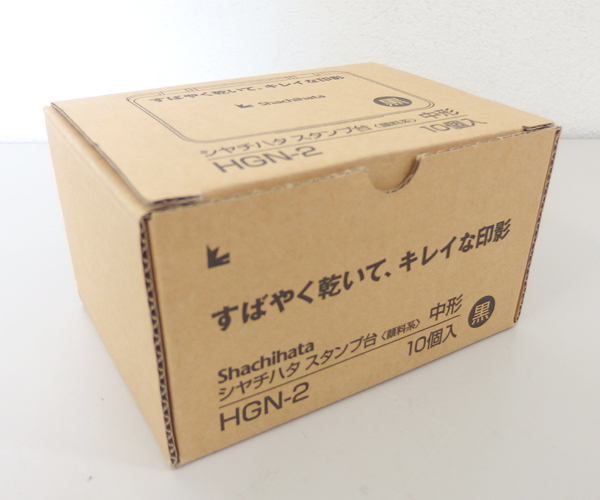 すばやく乾いて、キレイな印影
Shachihata
黒
シヤチハタ スタンプ台〈顔料系〉 中形
HGN-2 10個入
すばやく乾いて、キレイな印影
Shachihata
シヤチハタ スタンプ台〈顔料系〉 中形 黒
HGN-2 10個入